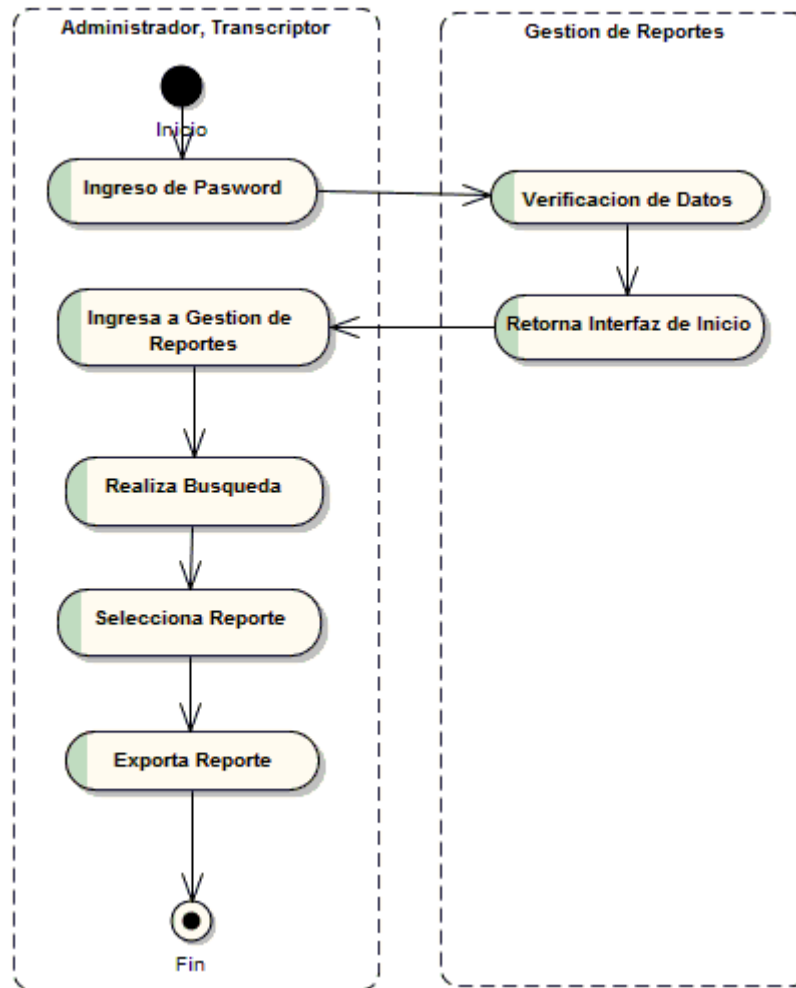 Administrador, Transcriptor
Gestion de Reportes
Inicio
Ingreso de Pasword
Verificacion de Datos
Ingresa a Gestion de
Reportes
Retorna Interfaz de Inicio
Realiza Busqueda
Selecciona Reporte
Exporta Reporte
Fin